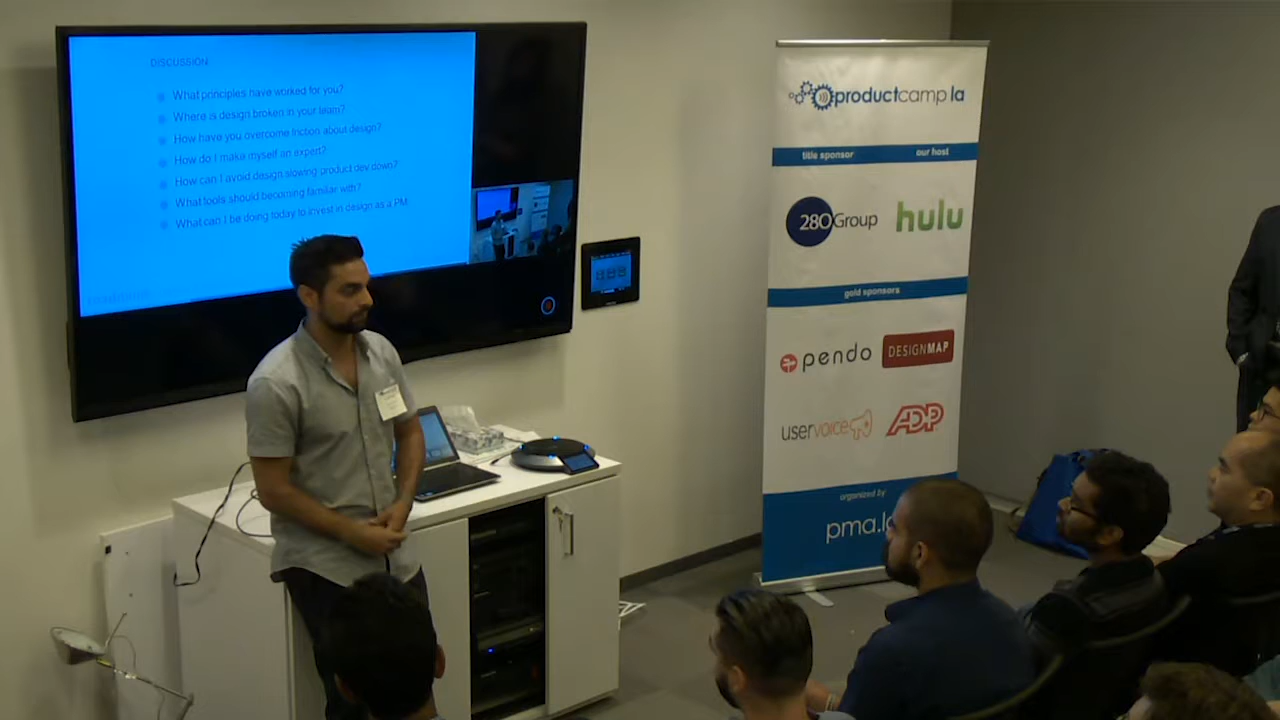 DISCUSSION
What principles have worked for you?
Where is design broken in your team?
How have you overcome friction about design?
How do I make myself an expert?
How can I avoid design slowing product dev down?
What tools should becoming familiar with?
What can I be doing today to invest in design as a PM
productcamp la
title sponsor our host
280 Group hulu
gold sponsors
pendo DESIGNMAP
uservoice ADP
organized by
pma.la